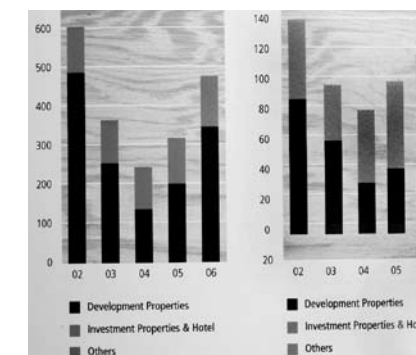 600
500
400
300
200
100
0
02 03 04 05 06
Development Properties
Investment Properties & Hotel
Others
140
120
100
80
60
40
20
0
20
02 03 04 05
Development Properties
Investment Properties & Ho
Others